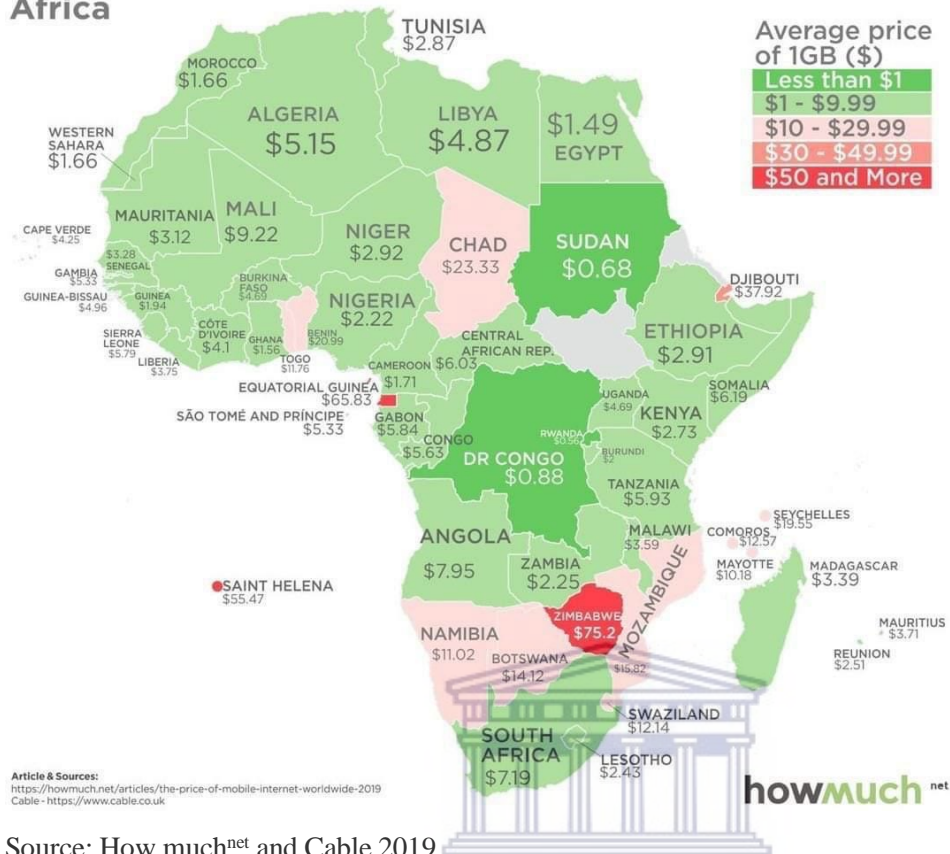 Africa
TUNISIA
$2.87
Average price
of 1GB ($)
Less than $1
$1 - $9.99
$10 - $29.99
$30 - $49.99
$50 and More
MOROCCO
$1.66
ALGERIA
$5.15
LIBYA
$4.87
$1.49
EGYPT
WESTERN
SAHARA
$1.66
MAURITANIA
$3.12
MALI
$9.22
NIGER
$2.92
CHAD
$23.33
SUDAN
$0.68
CAPE VERDE
$4.25
$3.28
SENEGAL
GAMBIA
$5.33
GUINEA-BISSAU
$4.96
GUINEA
$1.94
BURKINA
FASO
$4.69
NIGERIA
$2.22
DJIBOUTI
$37.92
ETHIOPIA
$2.91
SIERRA
LEONE
$5.79
LIBERIA
$3.75
CÔTE
D'IVOIRE
$4.1
GHANA
$1.56
TOGO
$11.76
BENIN
$20.99
CENTRAL
AFRICAN REP.
$6.03
CAMEROON
$1.71
EQUATORIAL GUINEA
$65.83
SÃO TOMÉ AND PRÍNCIPE
$5.33
GABON
$5.84
CONGO
$5.63
UGANDA
$4.69
KENYA
$2.73
SOMALIA
$6.19
RWANDA
$0.56
DR CONGO
$0.88
BURUNDI
$2
TANZANIA
$5.93
SEYCHELLES
$19.55
COMOROS
$12.57
MAYOTTE
$10.18
MALAWI
$3.59
ANGOLA
$7.95
ZAMBIA
$2.25
MOZAMBIQUE
$15.82
MADAGASCAR
$3.39
SAINT HELENA
$55.47
ZIMBABWE
$75.2
MAURITIUS
$3.71
REUNION
$2.51
NAMIBIA
$11.02
BOTSWANA
$14.12
SWAZILAND
$12.14
SOUTH
AFRICA
$7.19
LESOTHO
$2.43
Article & Sources:
https://howmuch.net/articles/the-price-of-mobile-internet-worldwide-2019
Cable - https://www.cable.co.uk
howmuch net
Source: How muchnet and Cable 2019